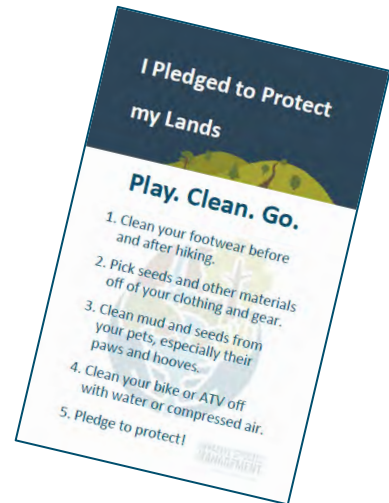 I Pledged to Protect
my Lands
Play. Clean. Go.
1. Clean your footwear before
and after hiking.
2. Pick seeds and other materials
off of your clothing and gear.
3. Clean mud and seeds from
your pets, especially their
paws and hooves.
4. Clean your bike or ATV off
with water or compressed air.
5. Pledge to protect!
MANAGEMENT